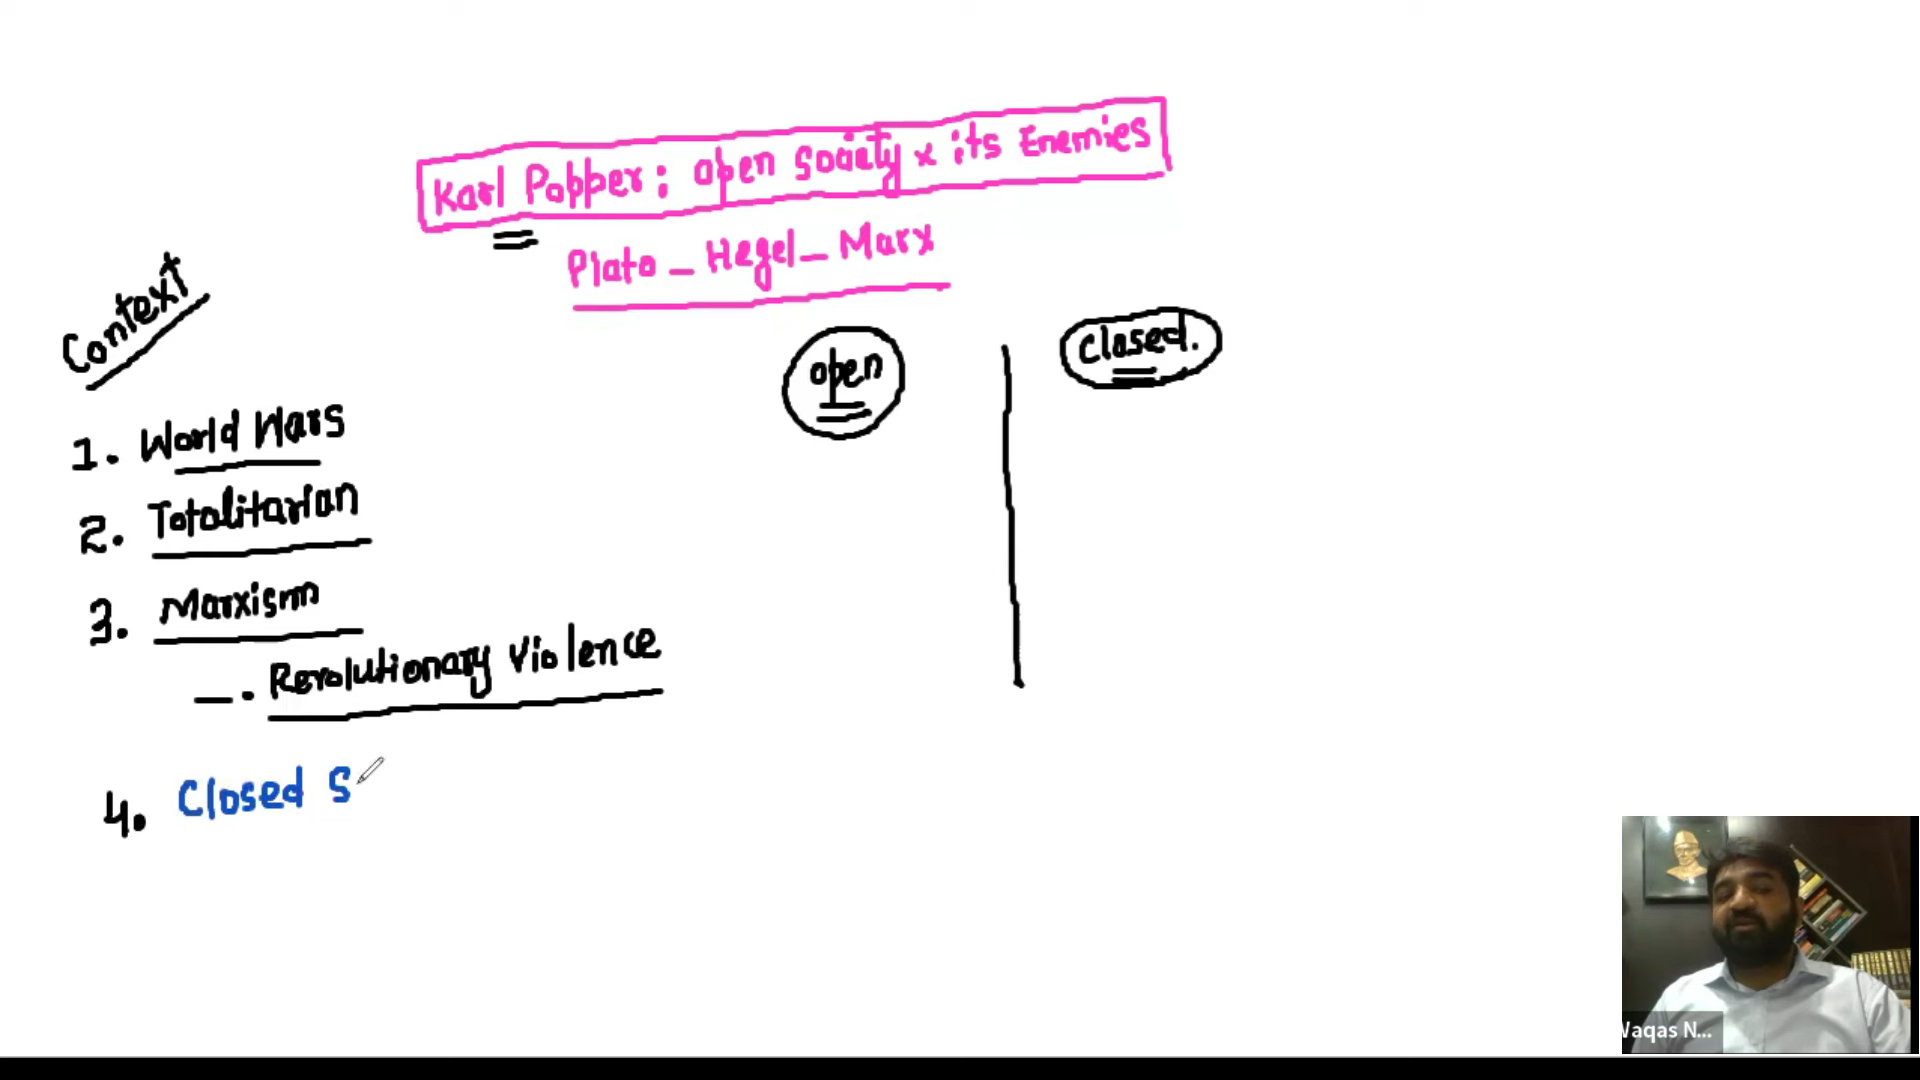 Karl Popper: open society & its Enemies
Plato - Hegel - Marx
Context
1. World Wars
2. Totalitarian
3. Marxism
- . Revolutionary Violence
4. Closed S
open
closed.
Waqas N...